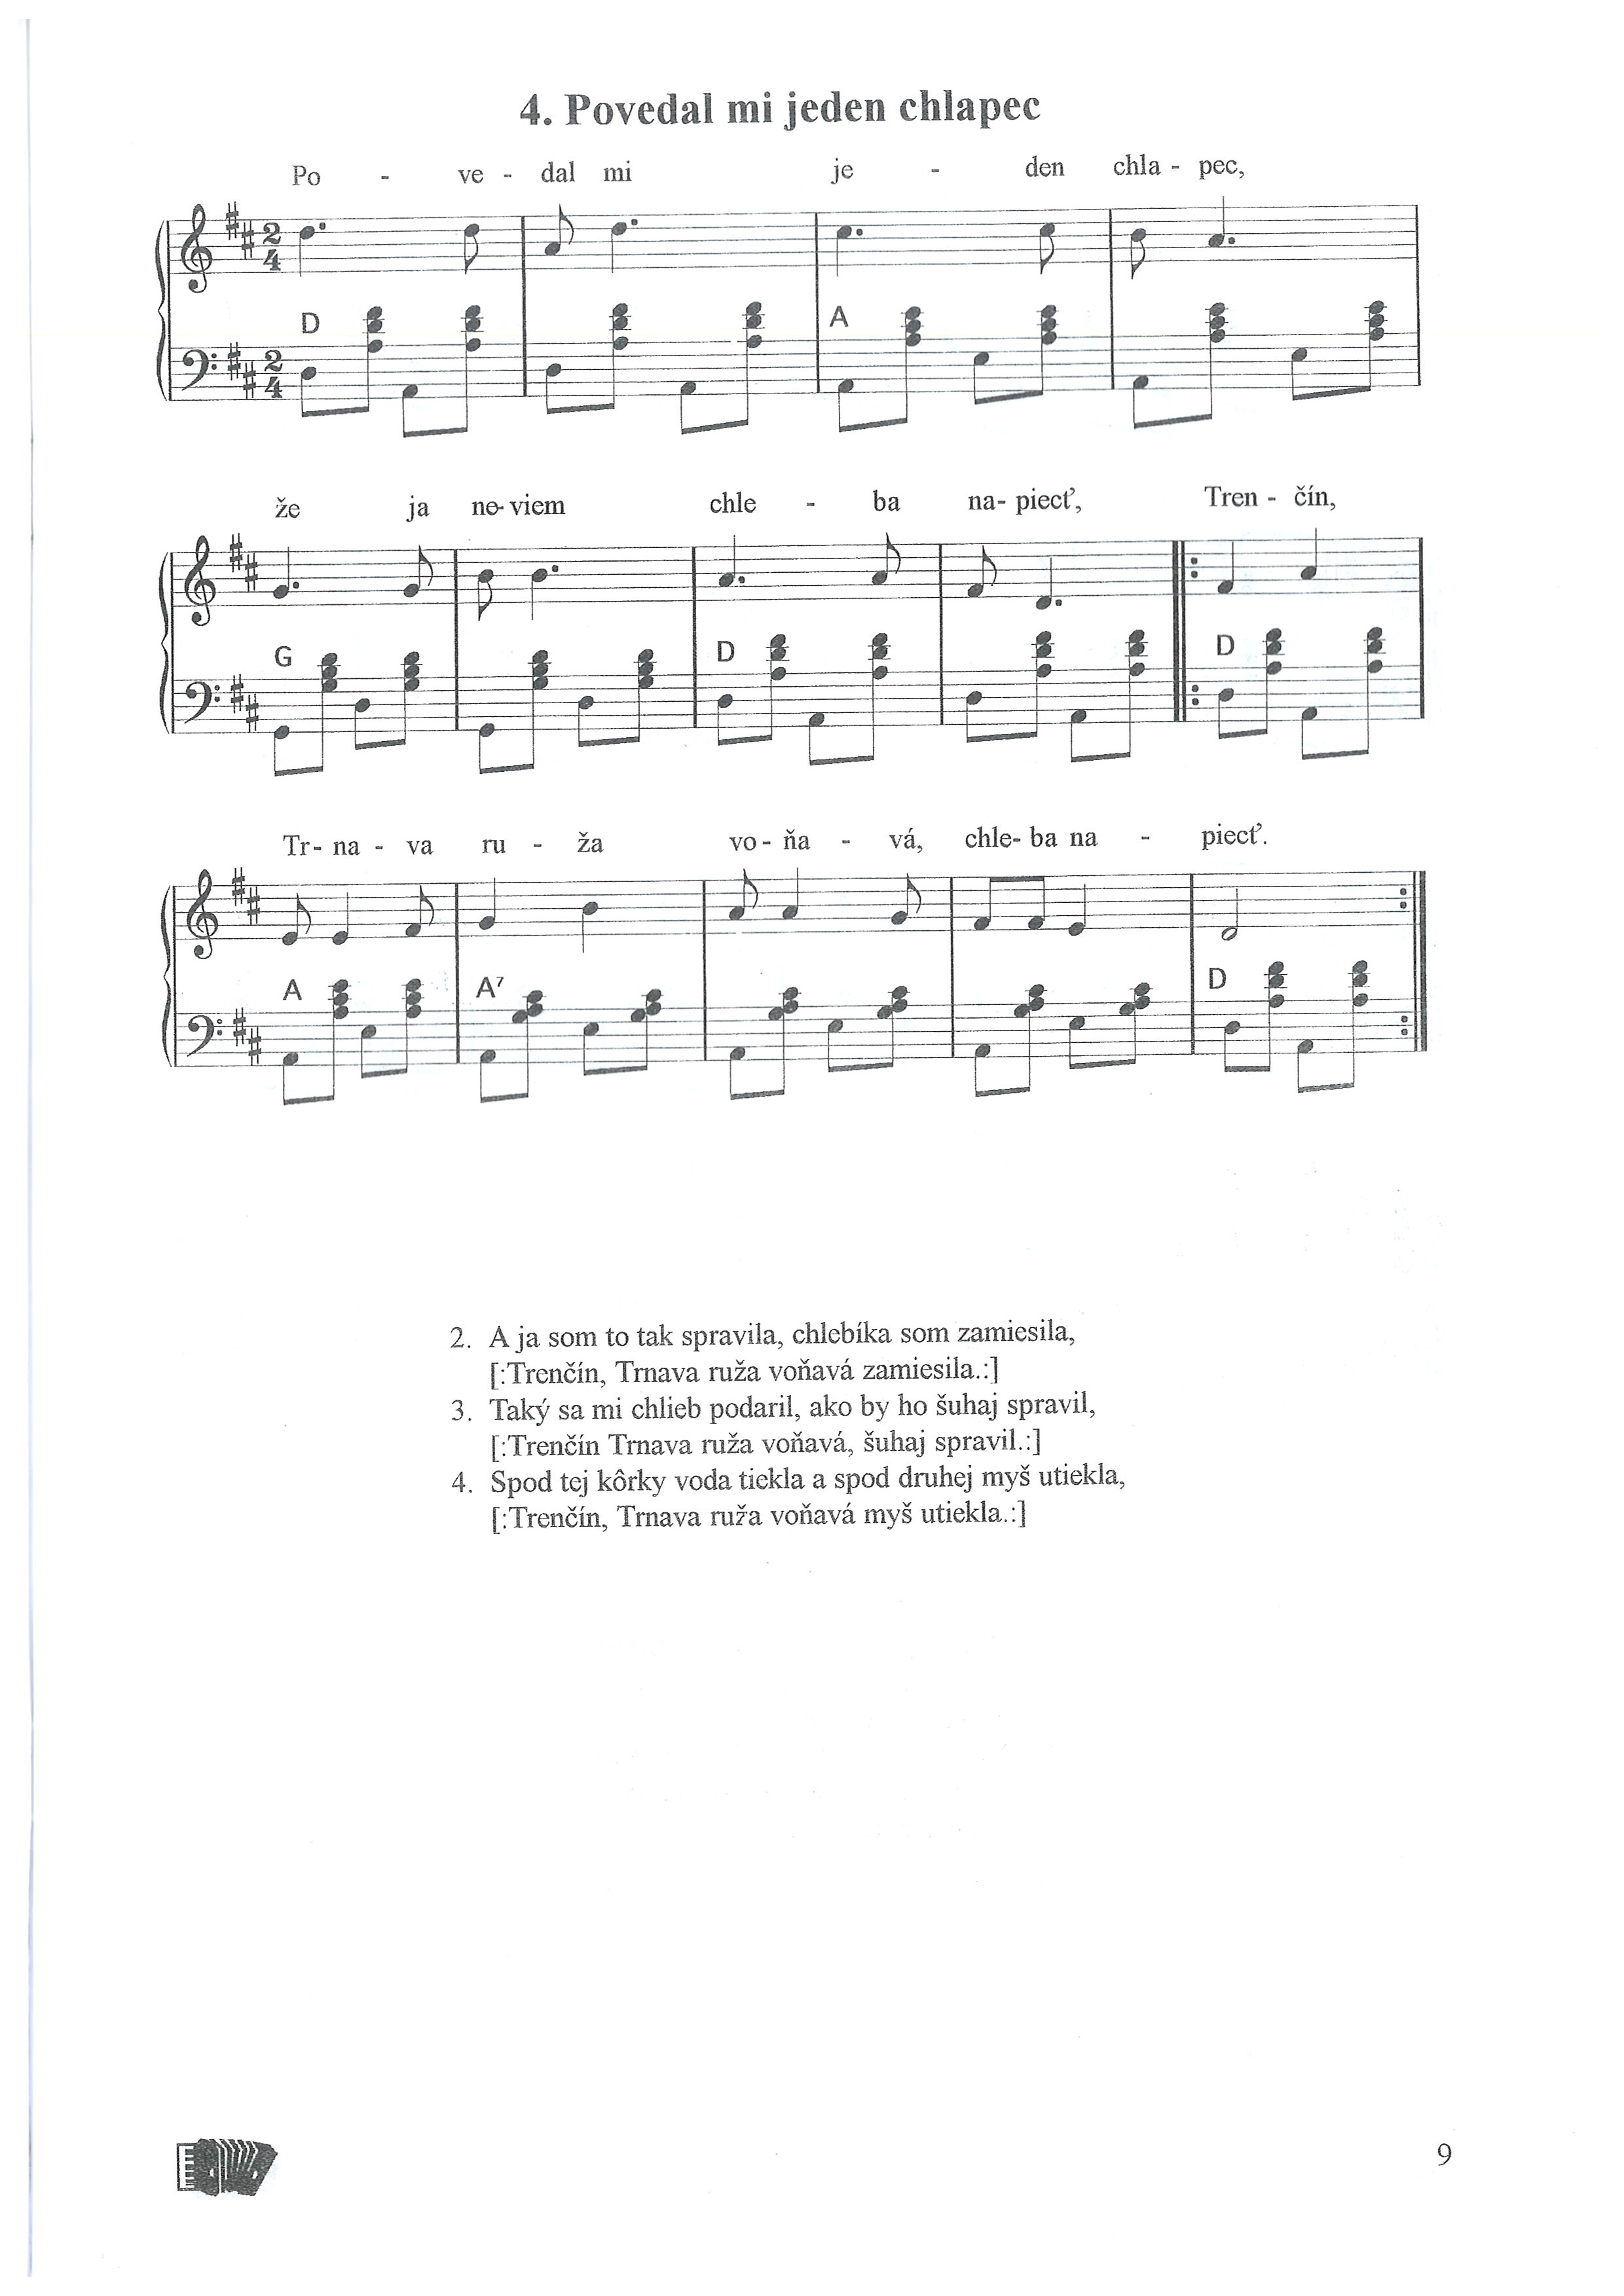 4. Povedal mi jeden chlapec
Po - ve - dal mi je - den chla - pec,
D A
že ja ne- viem chle - ba na- piecť, Tren - čín,
G D D
Tr- na - va ru - ža vo- ňa - vá, chle- ba na - piecť.
A A7 D
2. A ja som to tak spravila, chlebíka som zamiesila,
[:Trenčín, Trnava ruža voňavá zamiesila.:]
3. Taký sa mi chlieb podaril, ako by ho šuhaj spravil,
[:Trenčín Trnava ruža voňavá, šuhaj spravil.:]
4. Spod tej kôrky voda tiekla a spod druhej myš utiekla,
[:Trenčín, Trnava ruža voňavá myš utiekla.:]
9